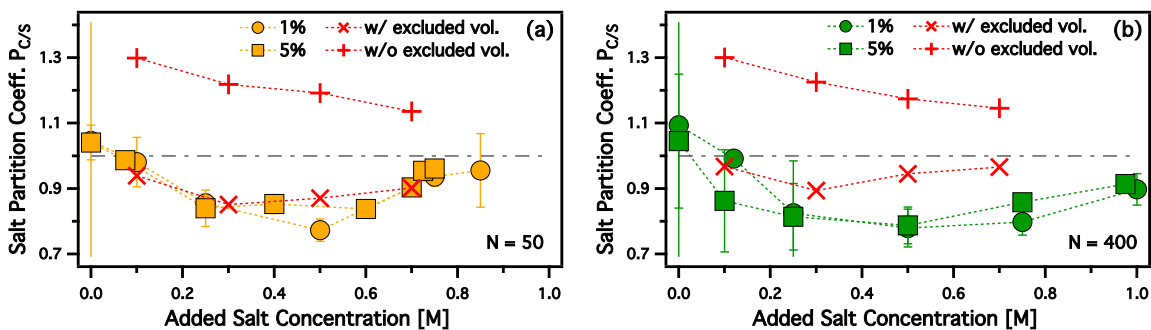 1% w/ excluded vol. (a)
5% w/o excluded vol.
Salt Partition Coeff. P_C/s
1.3
1.1
0.9
0.7
N = 50
0.0 0.2 0.4 0.6 0.8 1.0
Added Salt Concentration [M]
1% w/ excluded vol. (b)
5% w/o excluded vol.
Salt Partition Coeff. P_C/s
1.3
1.1
0.9
0.7
N = 400
0.0 0.2 0.4 0.6 0.8 1.0
Added Salt Concentration [M]